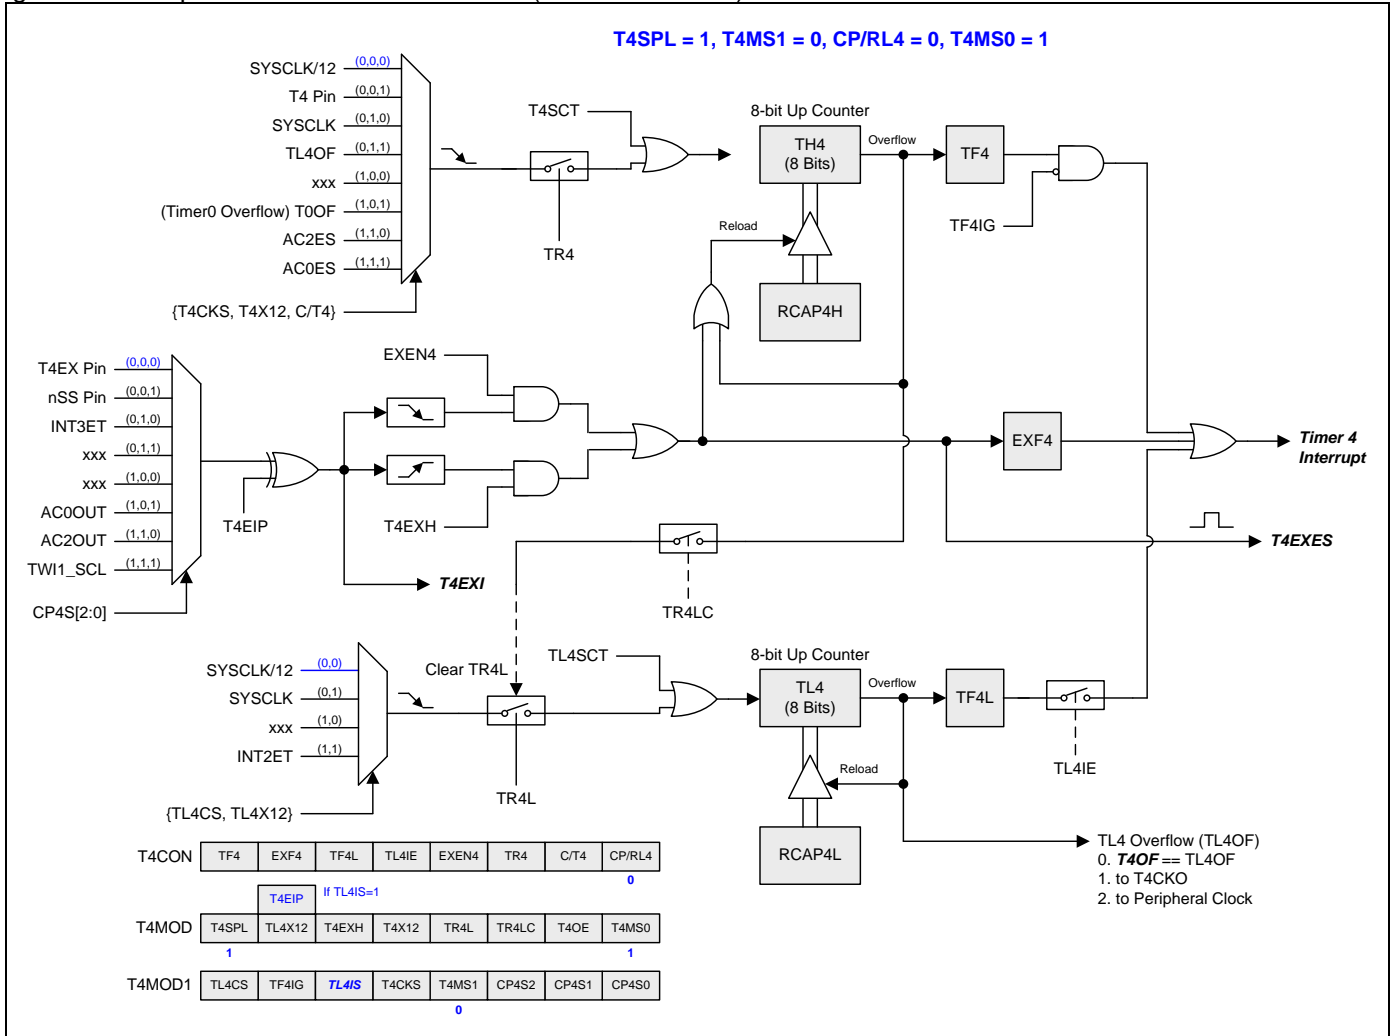 T4SPL = 1, T4MS1 = 0, CP/RL4 = 0, T4MS0 = 1
SYSCLK/12 (0,0,0)
T4 Pin (0,0,1)
SYSCLK (0,1,0)
TL4OF (0,1,1)
xxx (1,0,0)
(Timer0 Overflow) T0OF (1,0,1)
AC2ES (1,1,0)
AC0ES (1,1,1)
{T4CKS, T4X12, C/T4}
T4SCT
TR4
8-bit Up Counter
TH4
(8 Bits)
Overflow
TF4
TF4IG
Reload
RCAP4H
T4EX Pin (0,0,0)
nSS Pin (0,0,1)
INT3ET (0,1,0)
xxx (0,1,1)
xxx (1,0,0)
AC0OUT (1,0,1)
AC2OUT (1,1,0)
TWI1_SCL (1,1,1)
CP4S[2:0]
T4EIP
EXEN4
T4EXH
T4EXI
EXF4
Timer 4
Interrupt
T4EXES
TR4LC
SYSCLK/12 (0,0)
SYSCLK (0,1)
xxx (1,0)
INT2ET (1,1)
{TL4CS, TL4X12}
Clear TR4L
TR4L
TL4SCT
8-bit Up Counter
TL4
(8 Bits)
Overflow
TF4L
TL4IE
Reload
RCAP4L
TL4 Overflow (TL4OF)
0. T4OF == TL4OF
1. to T4CKO
2. to Peripheral Clock
T4CON TF4 EXF4 TF4L TL4IE EXEN4 TR4 C/T4 CP/RL4
0
T4EIP If TL4IS=1
T4MOD T4SPL TL4X12 T4EXH T4X12 TR4L TR4LC T4OE T4MS0
1 1
T4MOD1 TL4CS TF4IG TL4IS T4CKS T4MS1 CP4S2 CP4S1 CP4S0
0